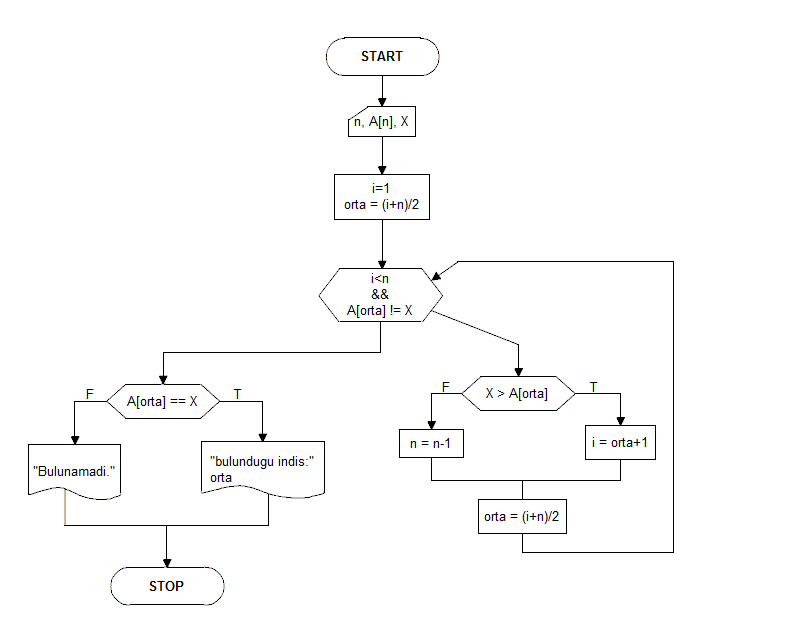 START
n, A[n], X
i=1
orta = (i+n)/2
i<n
&&
A[orta] != X
F
A[orta] == X
T
F
X > A[orta]
T
"Bulunamadi."
"bulundugu indis:"
orta
n = n-1
i = orta+1
orta = (i+n)/2
STOP